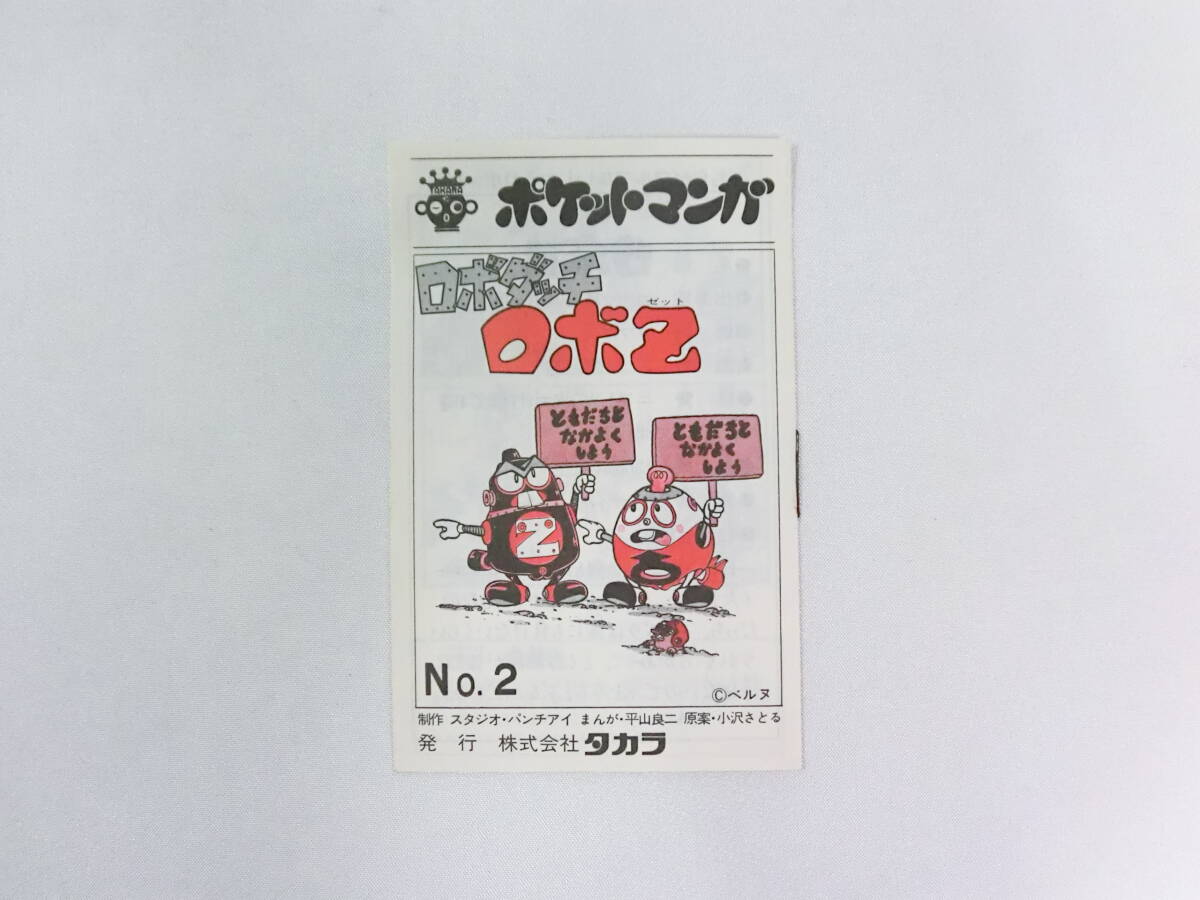 TAKARA
ポケットマンガ
ロボダッチ
ゼット
ロボZ
ともだちと
なかよく
しよう
ともだちと
なかよく
しよう
Z
No.2
Ⓒベルヌ
制作 スタジオ・パンチアイ まんが・平山良二 原案・小沢さとる
発行 株式会社 タカラ